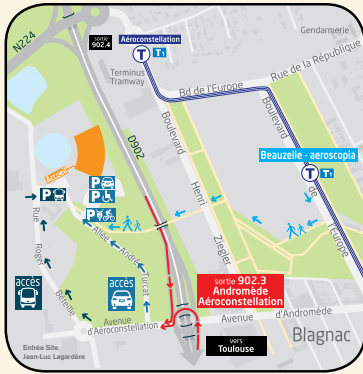 N224
sortie
902.4
Aéroconstellation
T T1
Terminus
Tramway
Gendarmerie
Rue de la République
Bd de l'Europe
Boulevard
Henri
Ziegler
Boulevard
de
l'Europe
D902
Beauzelle - aeroscopia
T T1
Accueil
P
P
P
P
Rue
Roger
Béteille
Allée
André
Turcat
accès
accès
sortie 902.3
Andromède
Aéroconstellation
Avenue
d'Aéroconstellation
Avenue
d'Andromède
vers
Toulouse
Blagnac
Entrée Site
Jean-Luc Lagardère